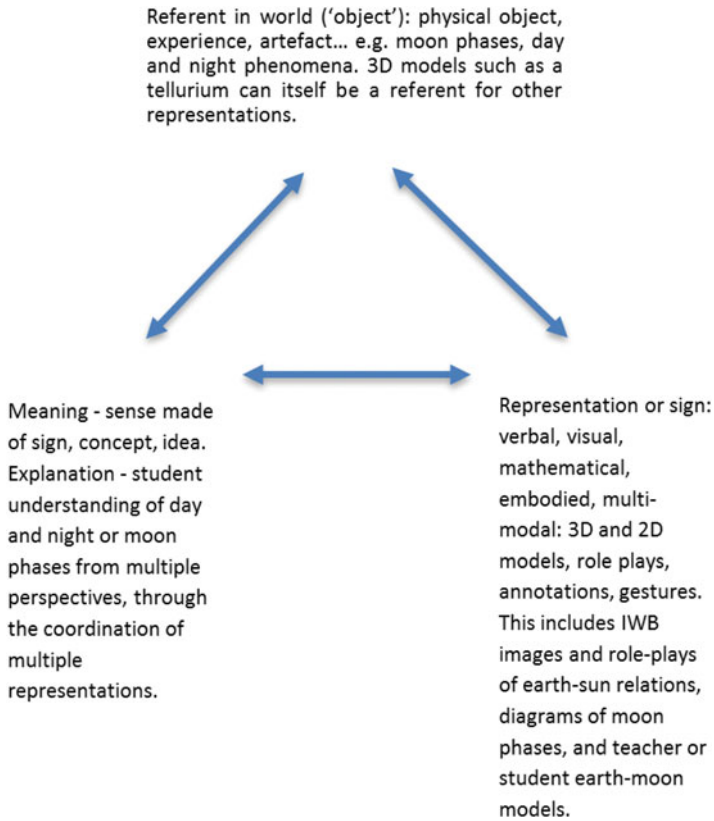 Referent in world (‘object’): physical object,
experience, artefact... e.g. moon phases, day
and night phenomena. 3D models such as a
tellurium can itself be a referent for other
representations.
Meaning - sense made
of sign, concept, idea.
Explanation - student
understanding of day
and night or moon
phases from multiple
perspectives, through
the coordination of
multiple
representations.
Representation or sign:
verbal, visual,
mathematical,
embodied, multi-
modal: 3D and 2D
models, role plays,
annotations, gestures.
This includes IWB
images and role-plays
of earth-sun relations,
diagrams of moon
phases, and teacher or
student earth-moon
models.